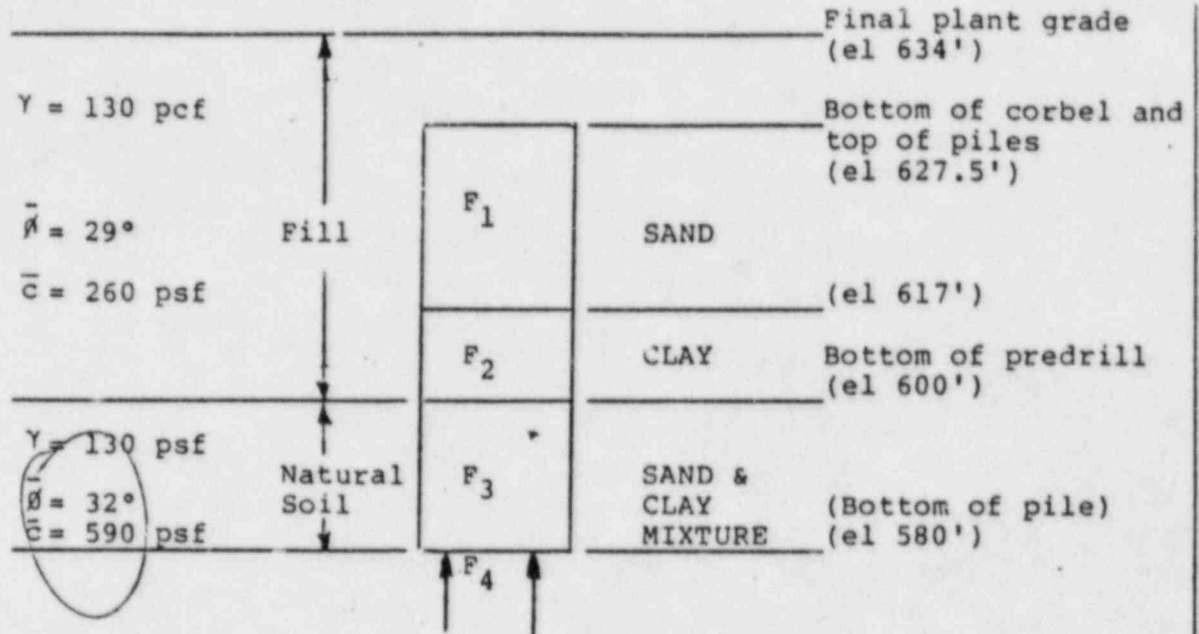 Final plant grade
(el 634')
γ = 130 pcf
Bottom of corbel and
top of piles
(el 627.5')
F1
SAND
Fill
ϕ̄ = 29°
c̄ = 260 psf
(el 617')
F2
CLAY
Bottom of predrill
(el 600')
γ = 130 psf
Natural
Soil
F3
SAND &
CLAY
MIXTURE
ϕ̄ = 32°
c̄ = 590 psf
(Bottom of pile)
(el 580')
F4